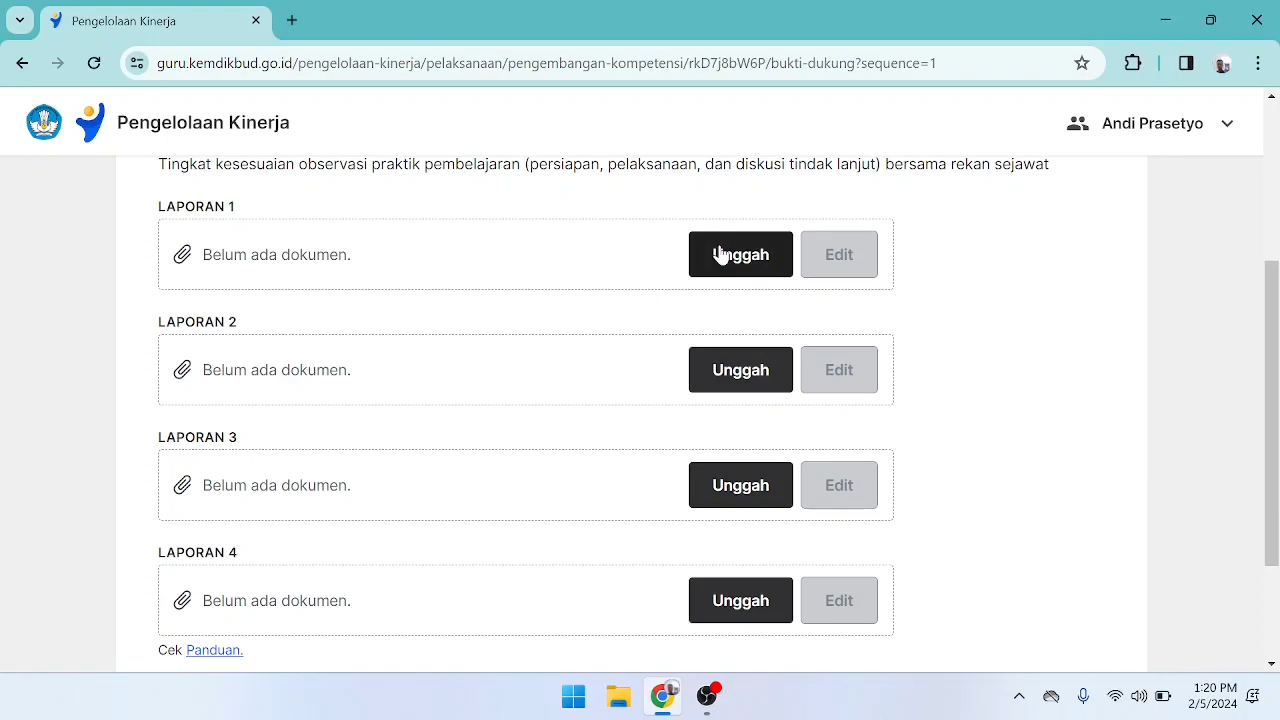 Pengelolaan Kinerja
guru.kemdikbud.go.id/pengelolaan-kinerja/pelaksanaan/pengembangan-kompetensi/rkD7j8bW6P/bukti-dukung?sequence=1
Pengelolaan Kinerja
Andi Prasetyo
Tingkat kesesuaian observasi praktik pembelajaran (persiapan, pelaksanaan, dan diskusi tindak lanjut) bersama rekan sejawat
LAPORAN 1
Belum ada dokumen.
Unggah
Edit
LAPORAN 2
Belum ada dokumen.
Unggah
Edit
LAPORAN 3
Belum ada dokumen.
Unggah
Edit
LAPORAN 4
Belum ada dokumen.
Unggah
Edit
Cek Panduan.
1:20 PM
2/5/2024